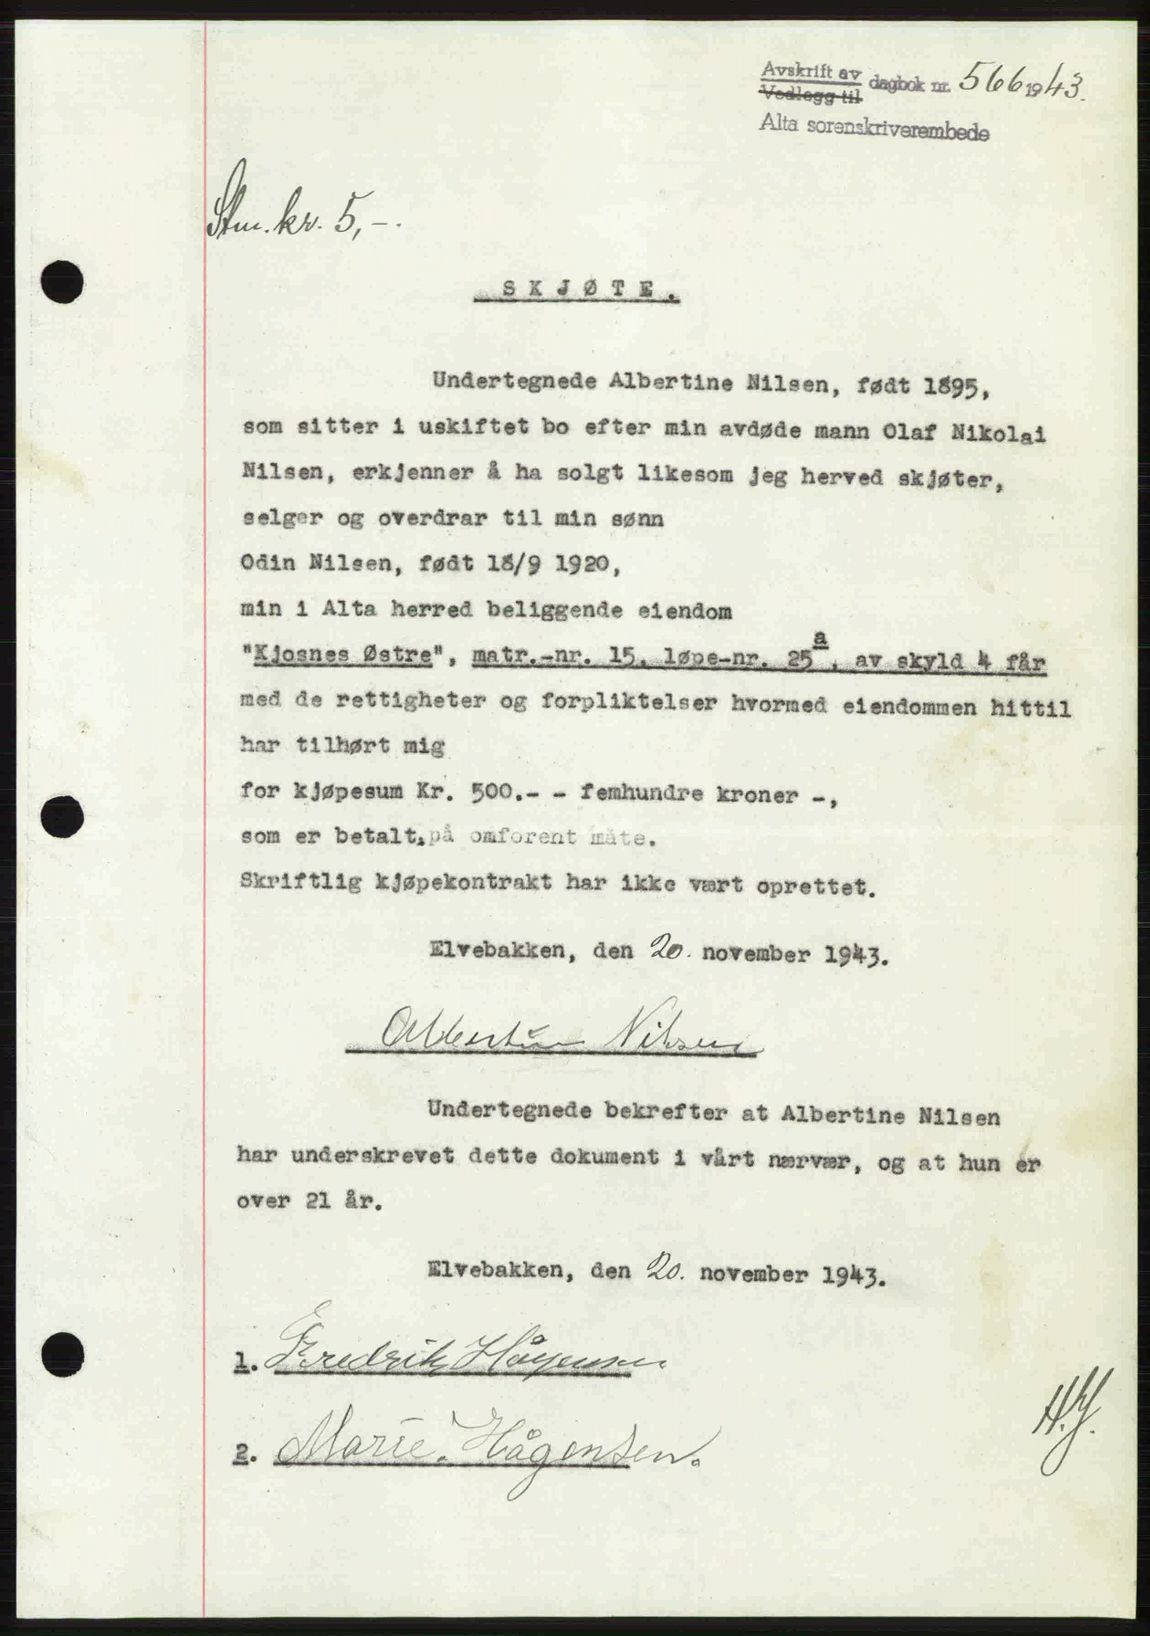 Avskrift av
Vedlegg til
dagbok nr. 566 1943.
Alta sorenskriverembede
Stm. kr. 5,-.
SKJØTE.
Undertegnede Albertine Nilsen, født 1895,
som sitter i uskiftet bo efter min avdøde mann Olaf Nikolai
Nilsen, erkjenner å ha solgt likesom jeg herved skjøter,
selger og overdrar til min sønn
Odin Nilsen, født 18/9 1920,
min i Alta herred beliggende eiendom
"Kjosnes Østre", matr.-nr. 15, løpe-nr. 25a, av skyld 4 får
med de rettigheter og forpliktelser hvormed eiendommen hittil
har tilhørt mig
for kjøpesum Kr. 500.- - femhundre kroner -,
som er betalt, på omforent måte.
Skriftlig kjøpekontrakt har ikke vært oprettet.
Elvebakken, den 20. november 1943.
Albertine Nilsen
Undertegnede bekrefter at Albertine Nilsen
har underskrevet dette dokument i vårt nærvær, og at hun er
over 21 år.
Elvebakken, den 20. november 1943.
1. Fredrik Hågensen
2. Marie Hågensen.
H.J.